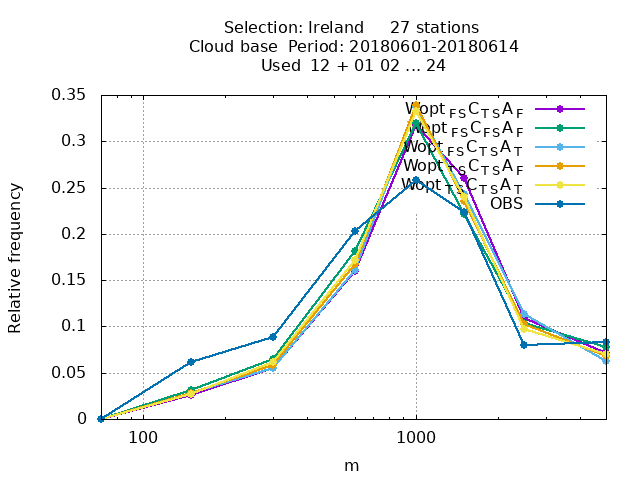 Selection: Ireland 27 stations
Cloud base Period: 20180601-20180614
Used 12 + 01 02 ... 24
0.35
0.3
0.25
0.2
0.15
0.1
0.05
0
Relative frequency
Wopt FS C TS A F
Wopt FS C FS A F
Wopt FS C TS A T
Wopt TS C TS A F
Wopt TS C TS A T
OBS
100 1000
m